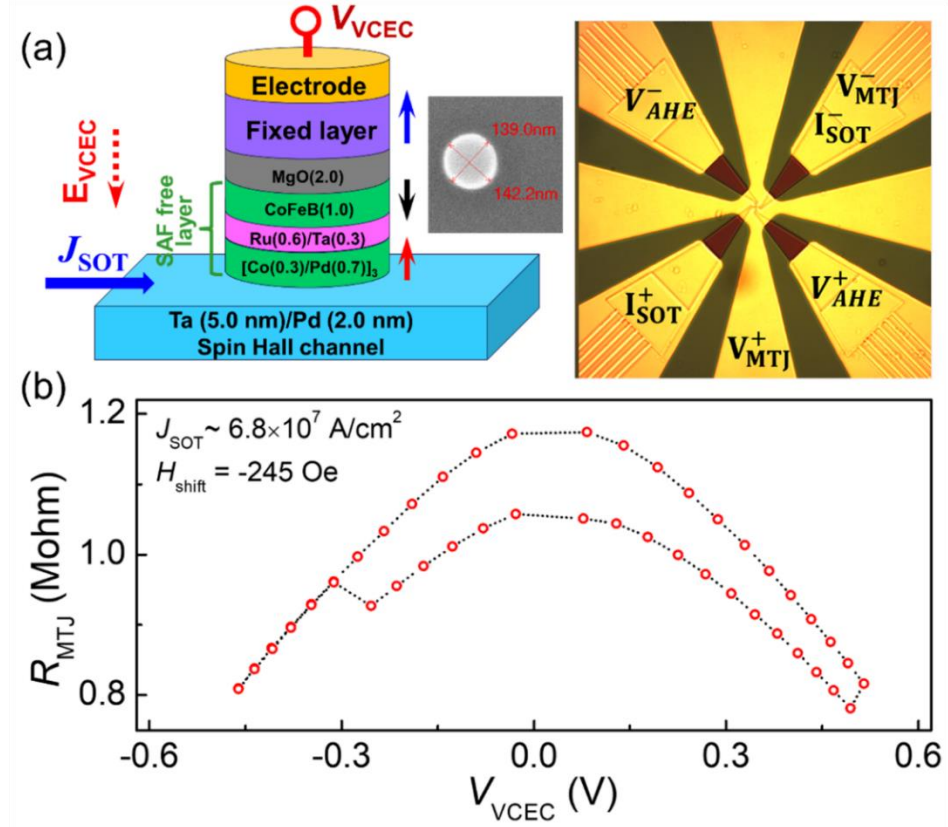 (a)
V_VCEC
Electrode
Fixed layer
MgO(2.0)
CoFeB(1.0)
Ru(0.6)/Ta(0.3)
[Co(0.3)/Pd(0.7)]₃
SAF free
layer
E_VCEC
J_SOT
Ta (5.0 nm)/Pd (2.0 nm)
Spin Hall channel
139.0nm
142.2nm
V⁻_AHE
V⁻_MTJ
I⁻_SOT
I⁺_SOT
V⁺_AHE
V⁺_MTJ
(b)
J_SOT ~ 6.8×10⁷ A/cm²
H_shift = -245 Oe
R_MTJ (Mohm)
1.2
1.0
0.8
-0.6
-0.3
0.0
0.3
0.6
V_VCEC (V)